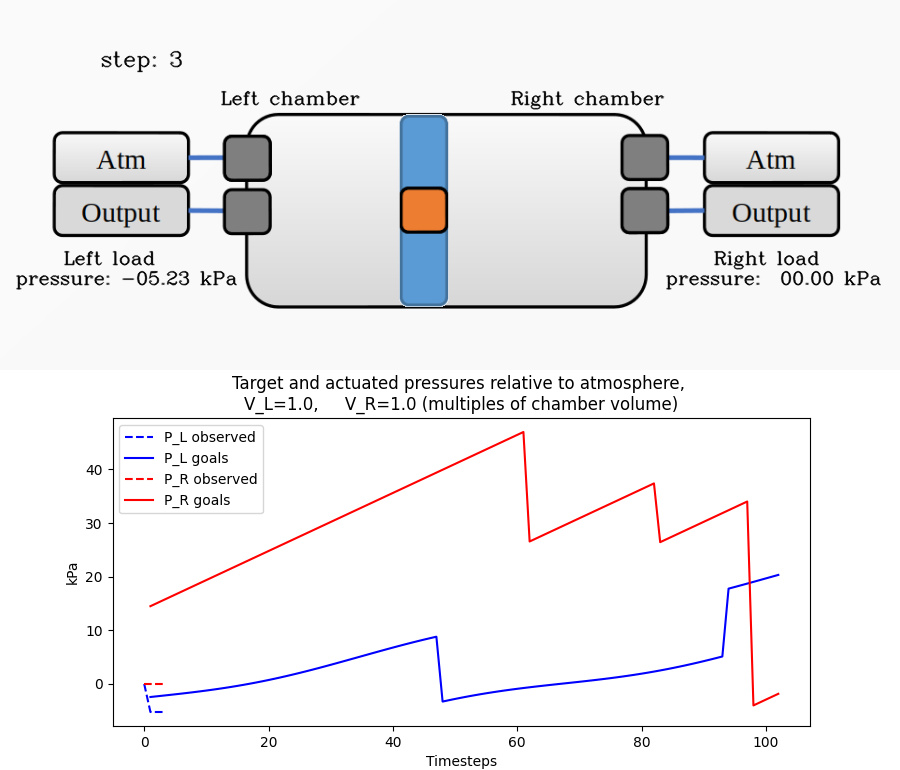 step: 3
Left chamber
Right chamber
Atm
Atm
Output
Output
Left load
pressure: -05.23 kPa
Right load
pressure: 00.00 kPa
Target and actuated pressures relative to atmosphere,
V_L=1.0, V_R=1.0 (multiples of chamber volume)
P_L observed
P_L goals
P_R observed
P_R goals
kPa
40
30
20
10
0
0 20 40 60 80 100
Timesteps